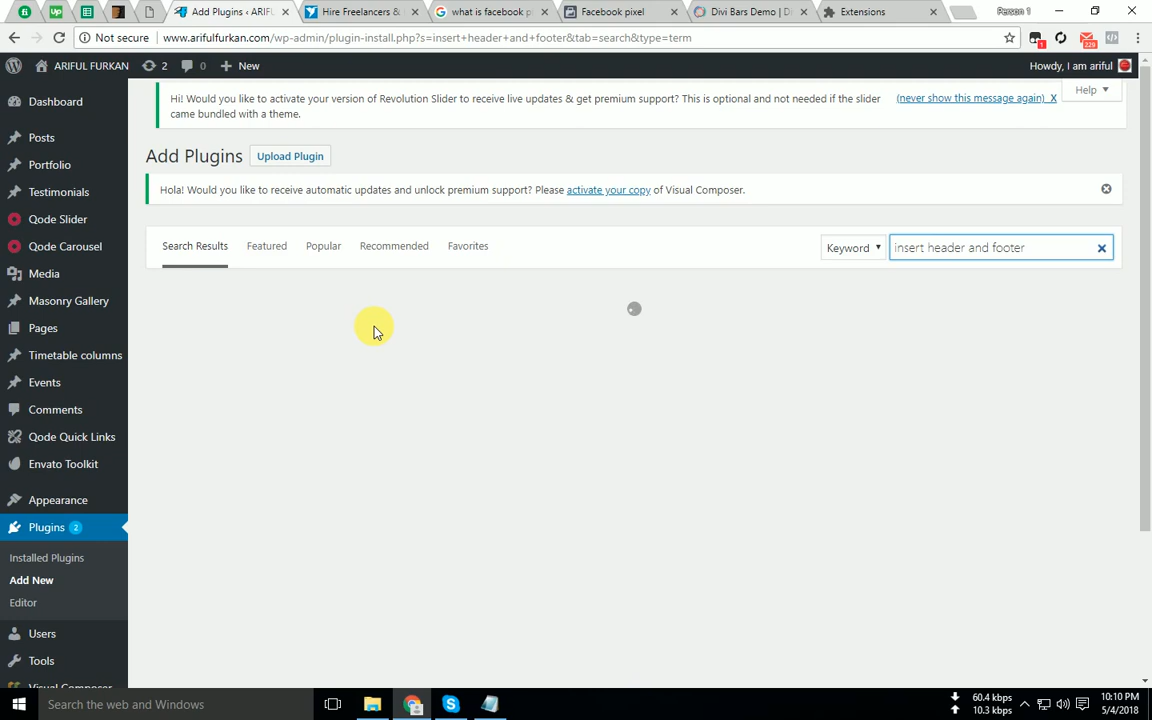 Add Plugins ‹ ARIFU
Hire Freelancers &
what is facebook p
Facebook pixel
Divi Bars Demo | D
Extensions
Person 1
Not secure
www.arifulfurkan.com/wp-admin/plugin-install.php?s=insert+header+and+footer&tab=search&type=term
1
229
ARIFUL FURKAN
2
0
New
Howdy, I am ariful
Hi! Would you like to activate your version of Revolution Slider to receive live updates & get premium support? This is optional and not needed if the slider
came bundled with a theme.
(never show this message again) X
Help
Add Plugins
Upload Plugin
Hola! Would you like to receive automatic updates and unlock premium support? Please activate your copy of Visual Composer.
Search Results
Featured
Popular
Recommended
Favorites
Keyword
insert header and footer
Dashboard
Posts
Portfolio
Testimonials
Qode Slider
Qode Carousel
Media
Masonry Gallery
Pages
Timetable columns
Events
Comments
Qode Quick Links
Envato Toolkit
Appearance
Plugins 2
Installed Plugins
Add New
Editor
Users
Tools
Visual Composer
Search the web and Windows
60.4 kbps
10.3 kbps
10:10 PM
5/4/2018